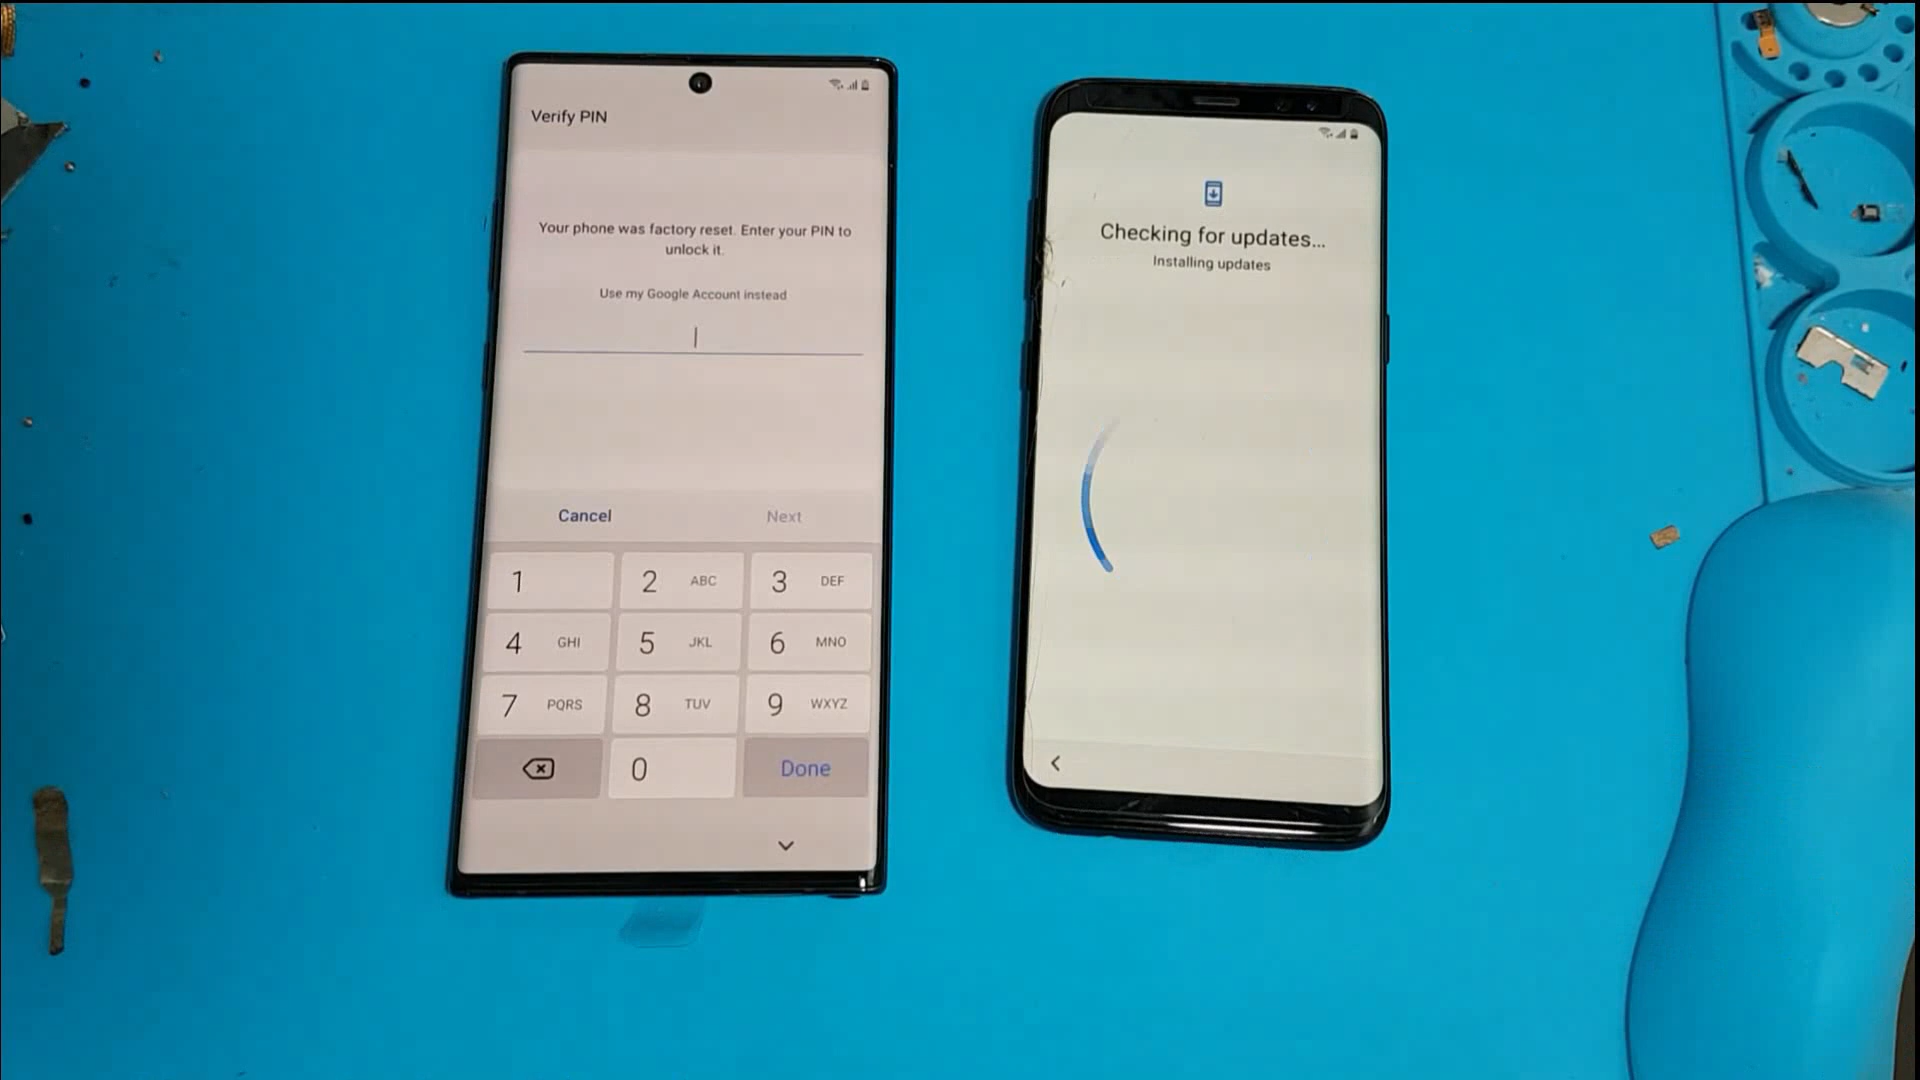 Verify PIN
Your phone was factory reset. Enter your PIN to
unlock it.
Use my Google Account instead
Cancel
Next
1
2 ABC
3 DEF
4 GHI
5 JKL
6 MNO
7 PQRS
8 TUV
9 WXYZ
0
Done
Checking for updates...
Installing updates